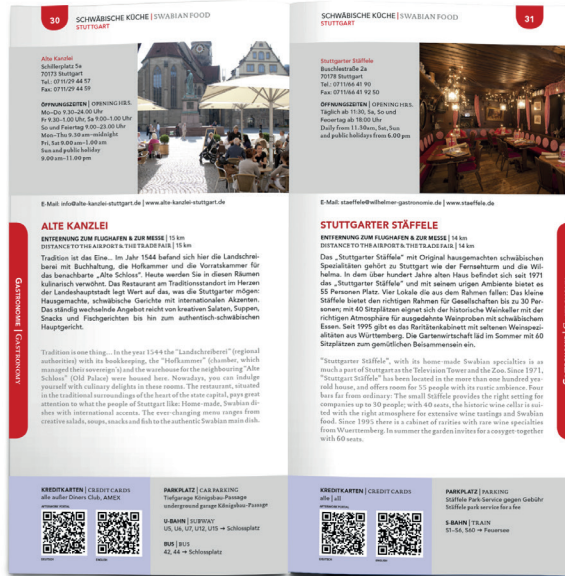 30
SCHWÄBISCHE KÜCHE | SWABIAN FOOD
STUTTGART
Alte Kanzlei
Schillerplatz 5a
70173 Stuttgart
Tel.: 0711/29 44 57
Fax: 0711/29 44 59
ÖFFNUNGSZEITEN | OPENING HRS.
Mo–Do 9.30–24.00 Uhr
Fr 9.30–1.00 Uhr, Sa 9.00–1.00 Uhr
So und Feiertag 9.00–23.00 Uhr
Mon–Thu 9.30 am–midnight
Fri, Sat 9.00 am–1.00 am
Sun and public holiday
9.00 am–11.00 pm
E-Mail: info@alte-kanzlei-stuttgart.de | www.alte-kanzlei-stuttgart.de
ALTE KANZLEI
ENTFERNUNG ZUM FLUGHAFEN & ZUR MESSE | 15 km
DISTANCE TO THE AIRPORT & THE TRADE FAIR | 15 km
Tradition ist das Eine... Im Jahr 1544 befand sich hier die Landschrei-
berei mit Buchhaltung, die Hofkammer und die Vorratskammer für
das benachbarte „Alte Schloss". Heute werden Sie in diesen Räumen
kulinarisch verwöhnt. Das Restaurant am Traditionsstandort im Herzen
der Landeshauptstadt legt Wert auf das, was die Stuttgarter mögen:
Hausgemachte, schwäbische Gerichte mit internationalen Akzenten.
Das ständig wechselnde Angebot reicht von kreativen Salaten, Suppen,
Snacks und Fischgerichten bis hin zum authentisch-schwäbischen
Hauptgericht.
Tradition is one thing... In the year 1544 the "Landschreiberei" (regional
authorities) with its bookkeeping, the "Hofkammer" (chamber, which
managed their sovereign's) and the warehouse for the neighbouring "Alte
Schloss" (Old Palace) were housed here. Nowadays, you can indulge
yourself with culinary delights in these rooms. The restaurant, situated
in the traditional surroundings of the heart of the state capital, pays great
attention to what the people of Stuttgart like: Home-made, Swabian di-
shes with international accents. The ever-changing menu ranges from
creative salads, soups, snacks and fish to the authentic Swabian main dish.
GASTRONOMIE | GASTRONOMY
KREDITKARTEN | CREDIT CARDS
alle außer Diners Club, AMEX
DEUTSCH
ENGLISH
PARKPLATZ | CAR PARKING
Tiefgarage Königsbau-Passage
underground garage Königsbau-Passage
U-BAHN | SUBWAY
U5, U6, U7, U12, U15 → Schlossplatz
BUS | BUS
42, 44 → Schlossplatz
SCHWÄBISCHE KÜCHE | SWABIAN FOOD
STUTTGART
31
Stuttgarter Stäffele
Buschlestraße 2a
70178 Stuttgart
Tel.: 0711/66 41 90
Fax: 0711/66 41 92 50
ÖFFNUNGSZEITEN | OPENING HRS.
Täglich ab 11:30, Sa, So und
Feoertag ab 18:00 Uhr
Daily from 11.30am, Sat, Sun
and public holidays from 6.00 pm
E-Mail: staeffele@wilhelmer-gastronomie.de | www.staeffele.de
STUTTGARTER STÄFFELE
ENTFERNUNG ZUM FLUGHAFEN & ZUR MESSE | 14 km
DISTANCE TO THE AIRPORT & THE TRADE FAIR | 14 km
Das „Stuttgarter Stäffele" mit Original hausgemachten schwäbischen
Spezialitäten gehört zu Stuttgart wie der Fernsehturm und die Wil-
helma. In dem über hundert Jahre alten Haus befindet sich seit 1971
das „Stuttgarter Stäffele" und mit seinem urigen Ambiente bietet es
55 Personen Platz. Vier Lokale die aus dem Rahmen fallen: Das kleine
Stäffele bietet den richtigen Rahmen für Gesellschaften bis zu 30 Per-
sonen; mit 40 Sitzplätzen eignet sich der historische Weinkeller mit der
richtigen Atmosphäre für ausgedehnte Weinproben mit schwäbischem
Essen. Seit 1995 gibt es das Raritätenkabinett mit seltenen Weinspezi-
alitäten aus Württemberg. Die Gartenwirtschaft läd im Sommer mit 60
Sitzplätzen zum gemütlichen Beisammensein ein.
"Stuttgarter Stäffele", with its home-made Swabian specialties is as
much a part of Stuttgart as the Television Tower and the Zoo. Since 1971,
"Stuttgart Stäffele" has been located in the more than one hundred yes-
rold house, and offers room for 55 people with its rustic ambience. Four
bars far from ordinary: The small Stäffele provides the right setting for
companies up to 30 people; with 40 seats, the historic wine cellar is sui-
ted with the right atmosphere for extensive wine tastings and Swabian
food. Since 1995 there is a cabinet of rarities with rare wine specialties
from Wuerttemberg. In summer the garden invites for a cosy get-together
with 60 seats.
KREDITKARTEN | CREDIT CARDS
alle | all
DEUTSCH
ENGLISH
PARKPLATZ | PARKING
Stäffele Park-Service gegen Gebühr
Stäffele park service for a fee
S-BAHN | TRAIN
S1–S6, S60 → Feuersee